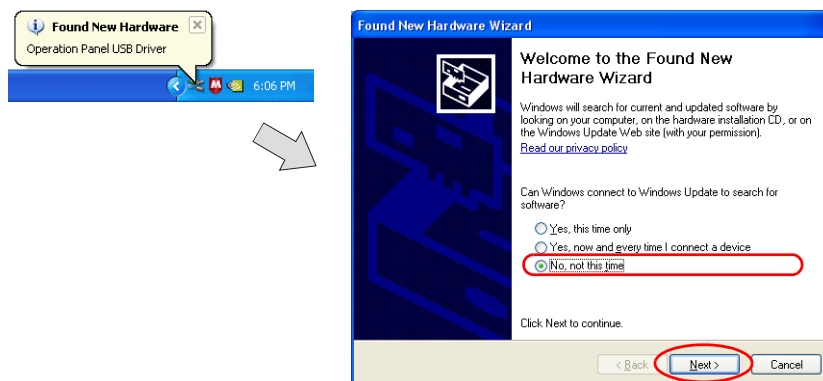 Found New Hardware
Operation Panel USB Driver
6:06 PM
Found New Hardware Wizard
Welcome to the Found New
Hardware Wizard
Windows will search for current and updated software by
looking on your computer, on the hardware installation CD, or on
the Windows Update Web site (with your permission).
Read our privacy policy
Can Windows connect to Windows Update to search for
software?
Yes, this time only
Yes, now and every time I connect a device
No, not this time
Click Next to continue.
< Back
Next >
Cancel